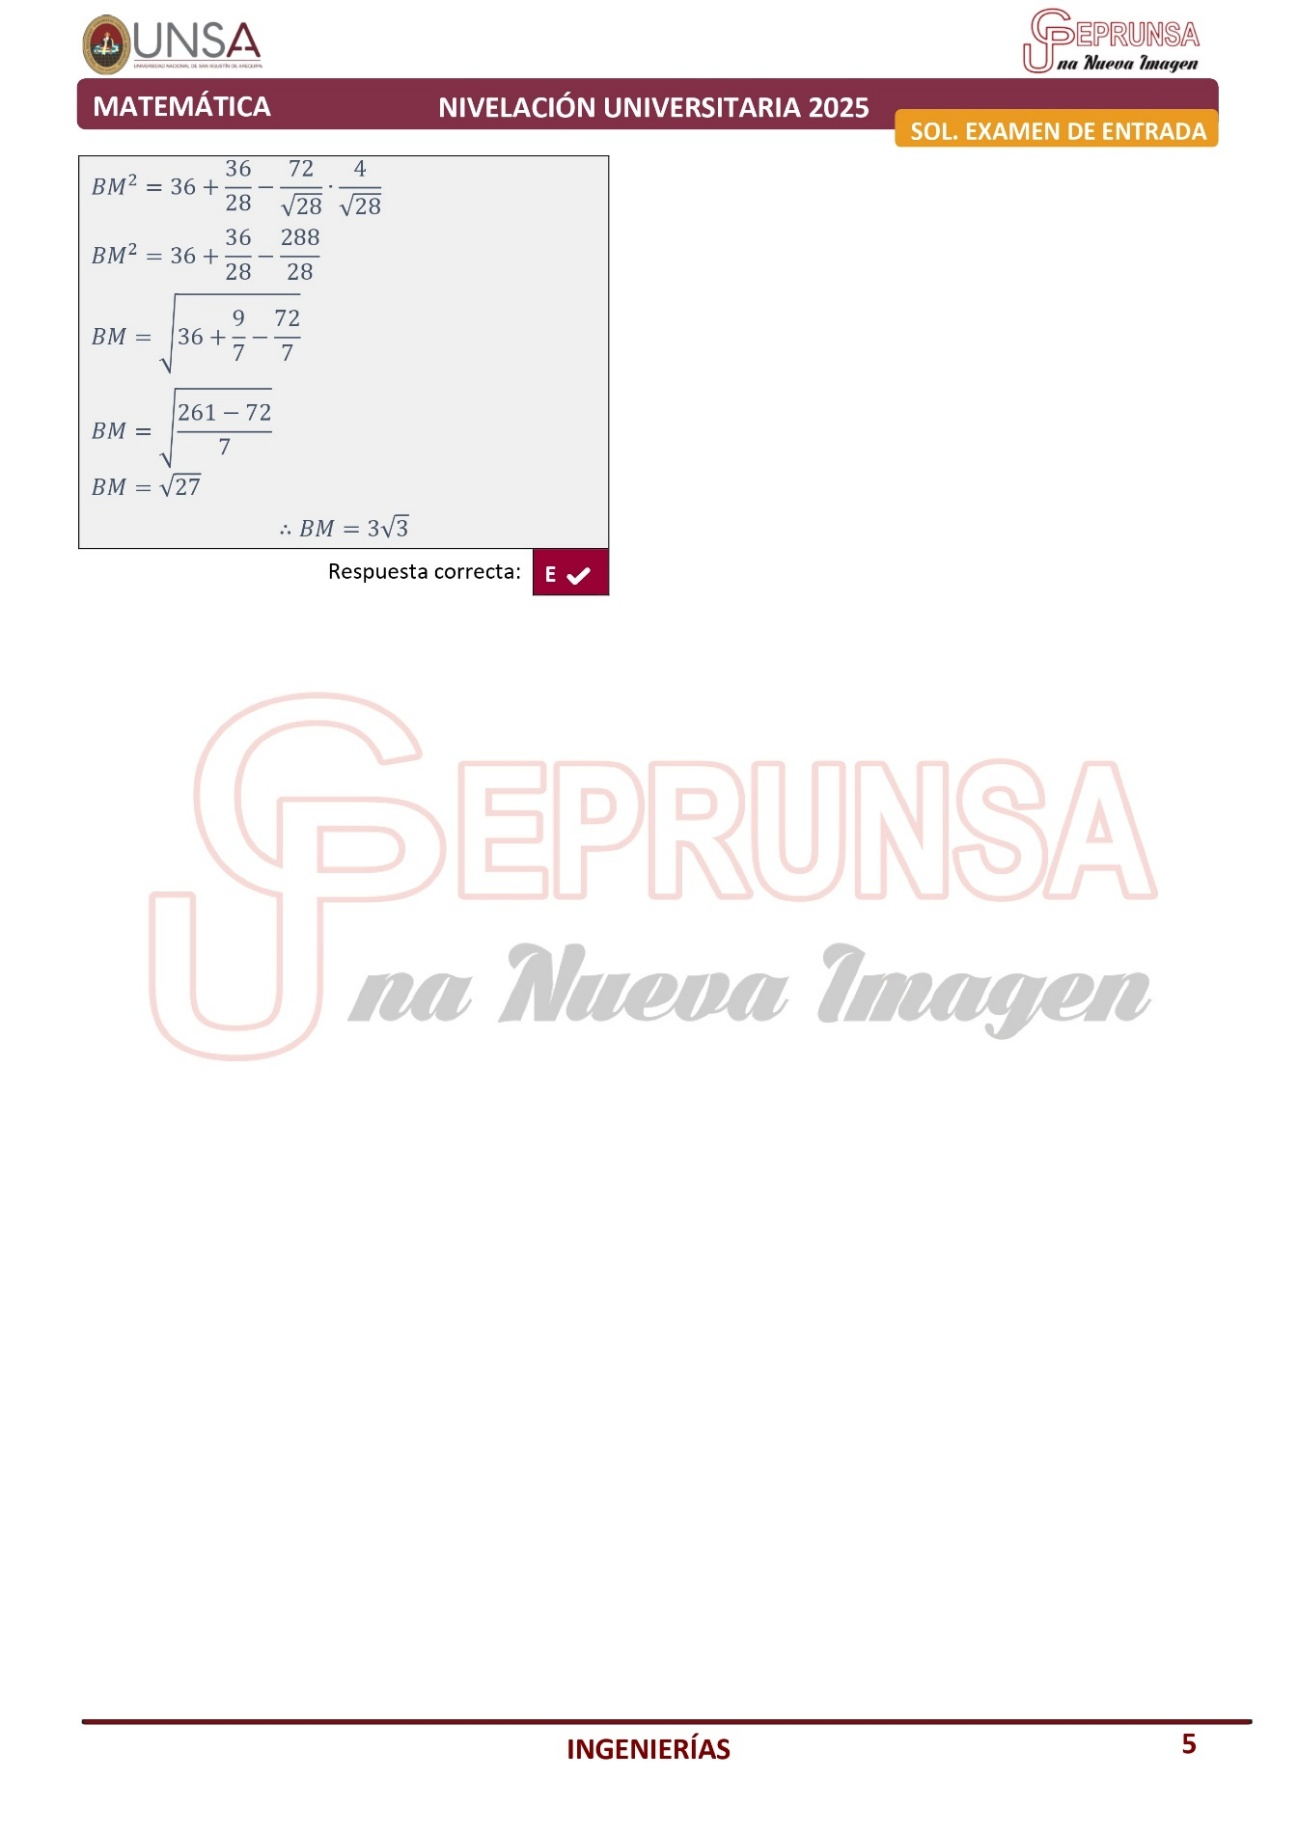 UNSA
UNIVERSIDAD NACIONAL DE SAN AGUSTÍN DE AREQUIPA
CEPRUNSA
Una Nueva Imagen
MATEMÁTICA
NIVELACIÓN UNIVERSITARIA 2025
SOL. EXAMEN DE ENTRADA
BM² = 36 + 36/28 − 72/√28 · 4/√28
BM² = 36 + 36/28 − 288/28
BM = √(36 + 9/7 − 72/7)
BM = √((261 − 72)/7)
BM = √27
∴ BM = 3√3
Respuesta correcta: E ✔
CEPRUNSA
Una Nueva Imagen
INGENIERÍAS
5